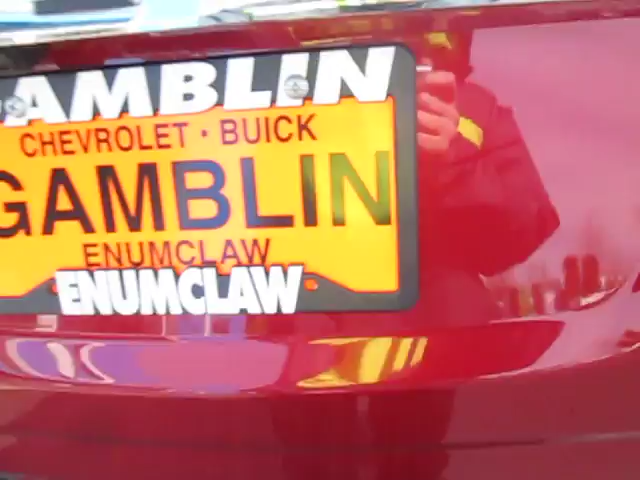 GAMBLIN
CHEVROLET · BUICK
GAMBLIN
ENUMCLAW
ENUMCLAW